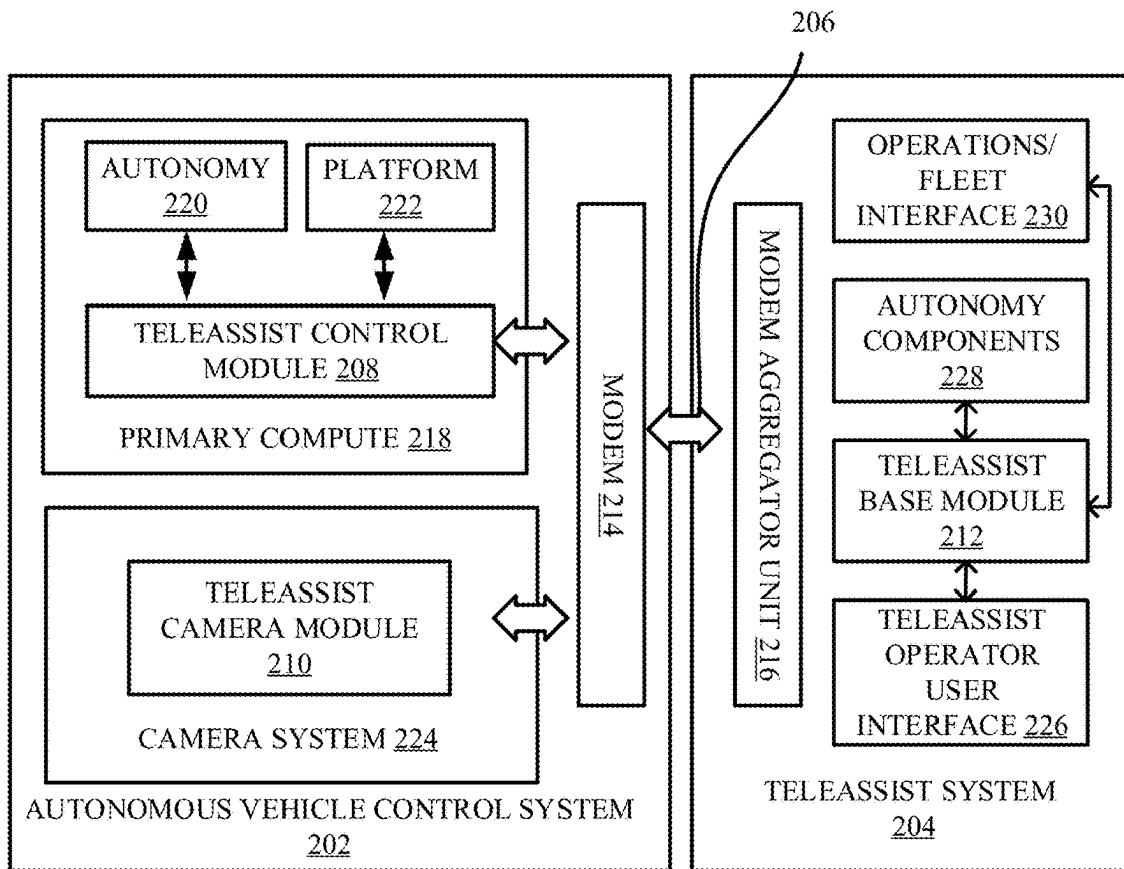 206
AUTONOMY
220
PLATFORM
222
TELEASSIST CONTROL
MODULE 208
PRIMARY COMPUTE 218
TELEASSIST
CAMERA MODULE
210
CAMERA SYSTEM 224
AUTONOMOUS VEHICLE CONTROL SYSTEM
202
MODEM 214
MODEM AGGREGATOR UNIT 216
OPERATIONS/
FLEET
INTERFACE 230
AUTONOMY
COMPONENTS
228
TELEASSIST
BASE MODULE
212
TELEASSIST
OPERATOR
USER
INTERFACE 226
TELEASSIST SYSTEM
204